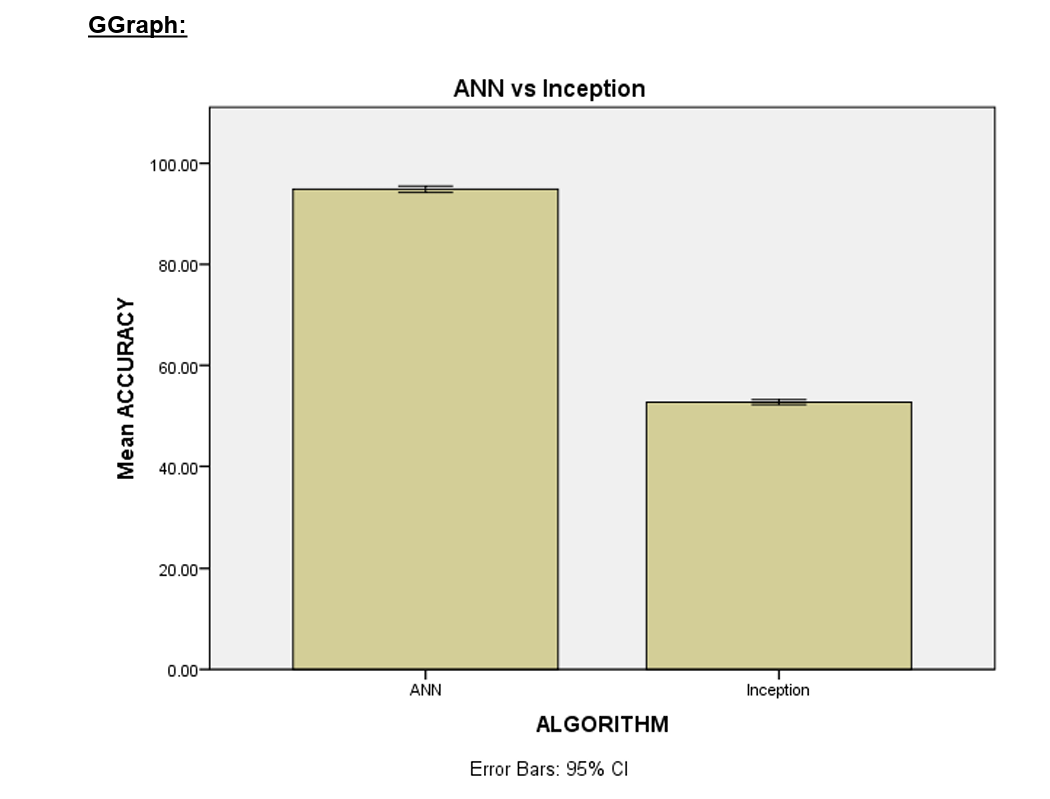 GGraph:
ANN vs Inception
100.00
80.00
60.00
40.00
20.00
0.00
Mean ACCURACY
ANN
Inception
ALGORITHM
Error Bars: 95% CI